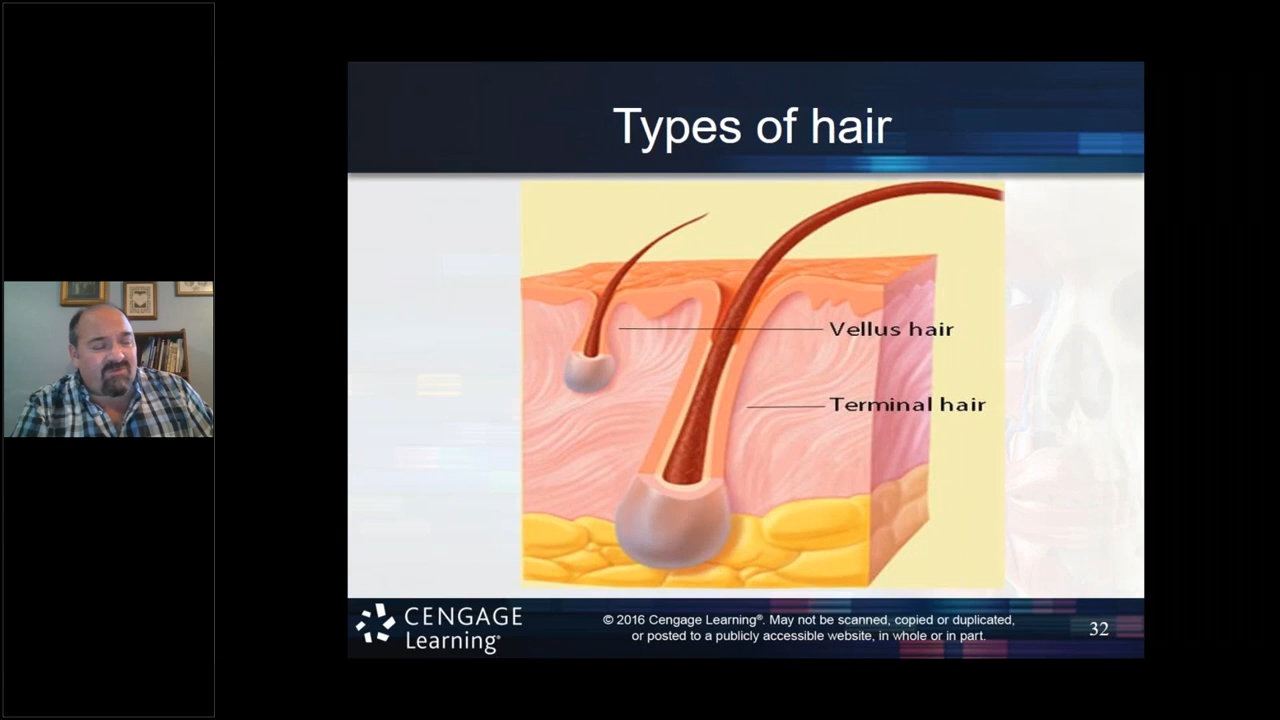 Types of hair
Vellus hair
Terminal hair
CENGAGE
Learning®
© 2016 Cengage Learning®. May not be scanned, copied or duplicated,
or posted to a publicly accessible website, in whole or in part.
32